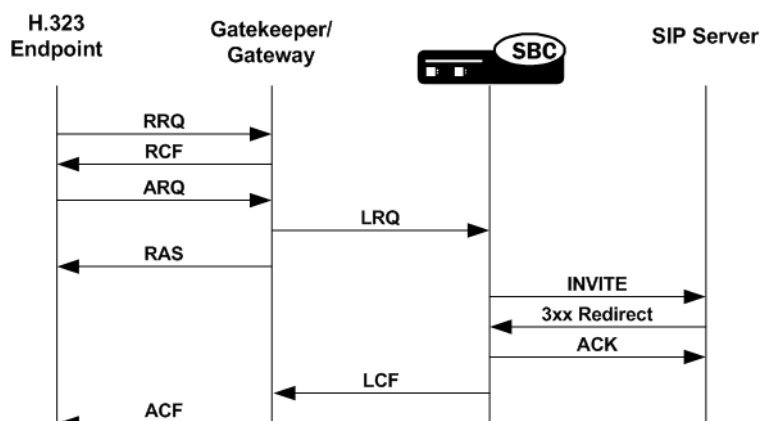 H.323
Endpoint
Gatekeeper/
Gateway
SBC
SIP Server
RRQ
RCF
ARQ
LRQ
RAS
INVITE
3xx Redirect
ACK
LCF
ACF